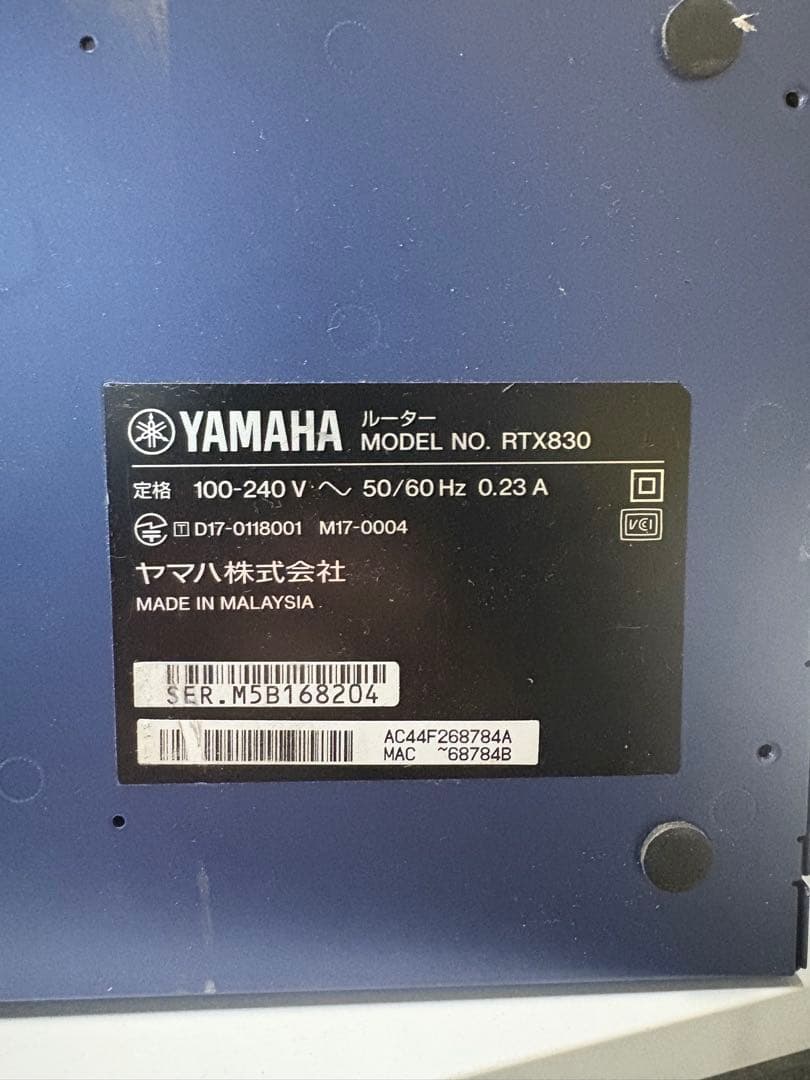 YAMAHA ルーター
MODEL NO. RTX830
定格 100-240 V ～ 50/60 Hz 0.23 A
T D17-0118001 M17-0004
VCI
ヤマハ株式会社
MADE IN MALAYSIA
SER.M5B168204
AC44F268784A
MAC ~68784B